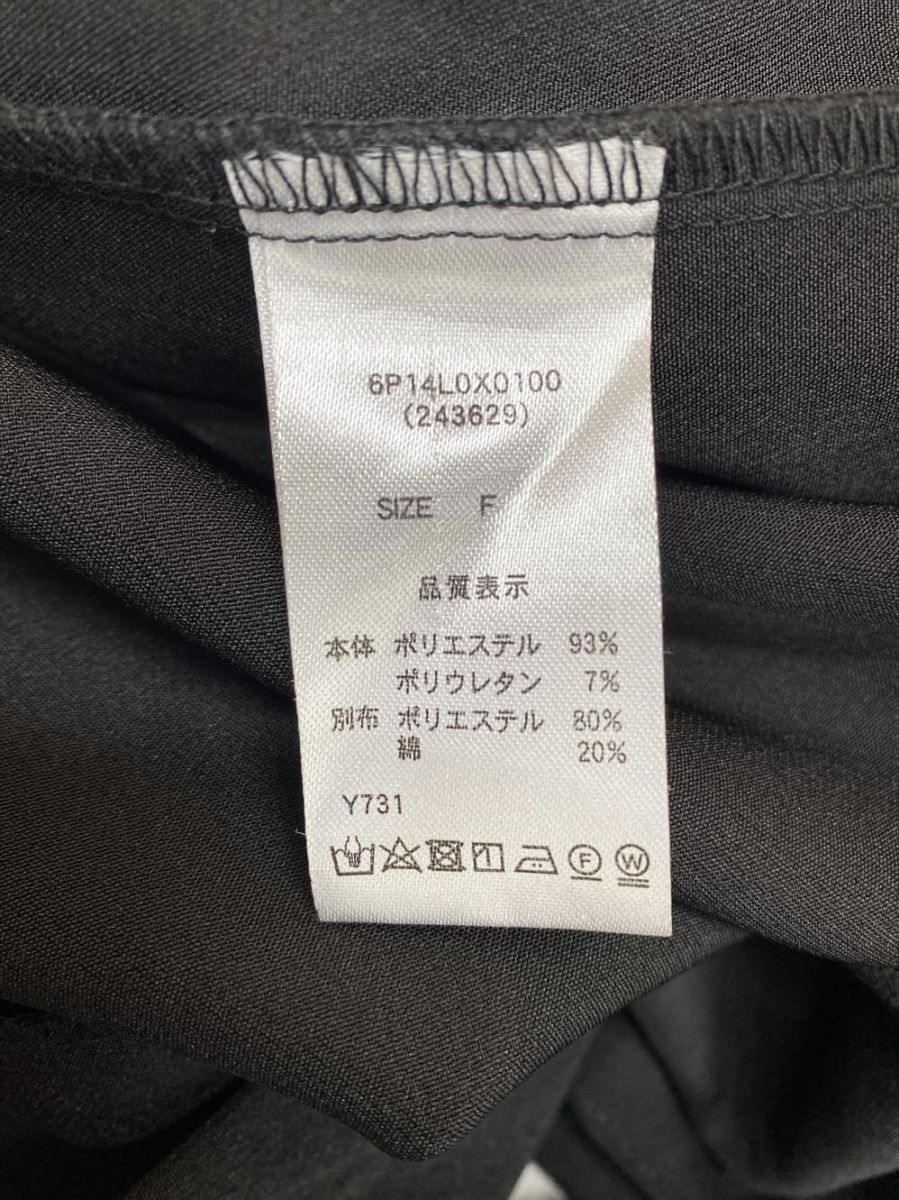 6P14L0X0100
(243629)
SIZE F
品質表示
本体 ポリエステル 93%
ポリウレタン 7%
別布 ポリエステル 80%
綿 20%
Y731
F W